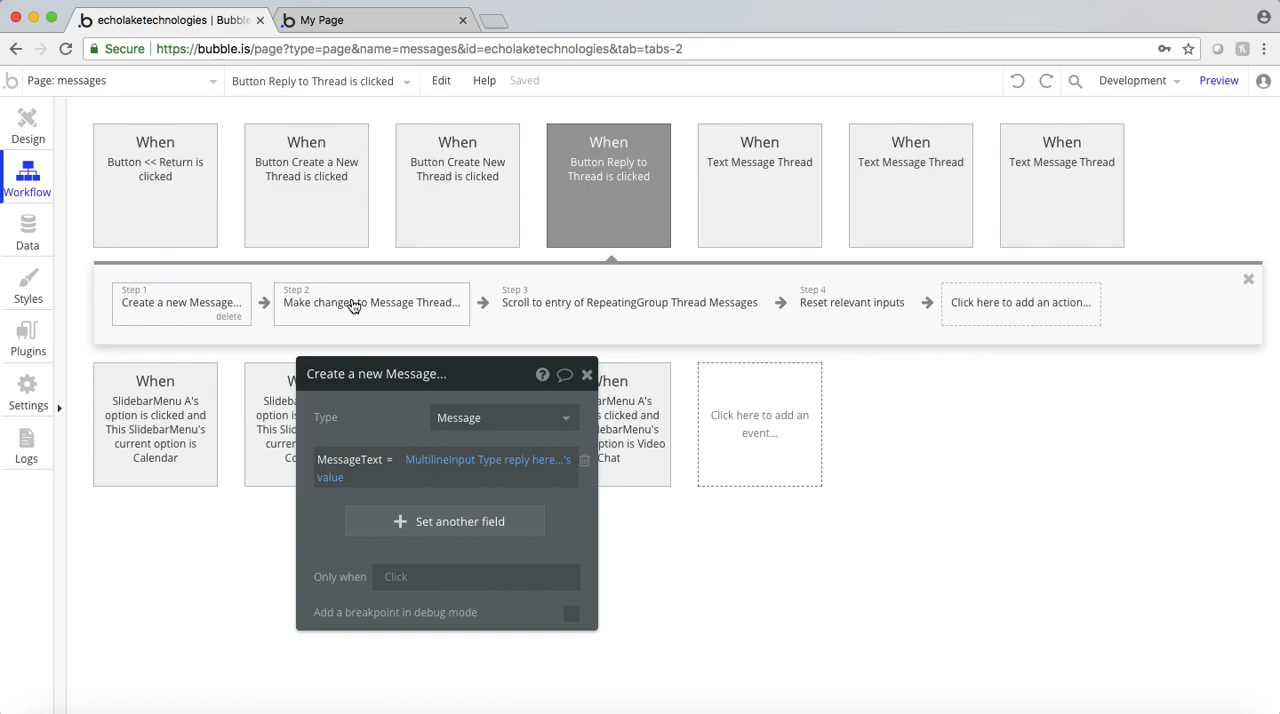 echolaketechnologies | Bubble
My Page
Secure
https://bubble.is/page?type=page&name=messages&id=echolaketechnologies&tab=tabs-2
Page: messages
Button Reply to Thread is clicked
Edit
Help
Saved
Development
Preview
Design
Workflow
Data
Styles
Plugins
Settings
Logs
When
Button << Return is
clicked
When
Button Create a New
Thread is clicked
When
Button Create New
Thread is clicked
When
Button Reply to
Thread is clicked
When
Text Message Thread
When
Text Message Thread
When
Text Message Thread
Step 1
Create a new Message...
delete
Step 2
Make changes to Message Thread...
Step 3
Scroll to entry of RepeatingGroup Thread Messages
Step 4
Reset relevant inputs
Click here to add an action...
When
SlidebarMenu A's
option is clicked and
This SlidebarMenu's
current option is
Calendar
Click here to add an
event...
Create a new Message...
Type
Message
MessageText =
MultilineInput Type reply here...'s
value
Set another field
Only when
Click
Add a breakpoint in debug mode